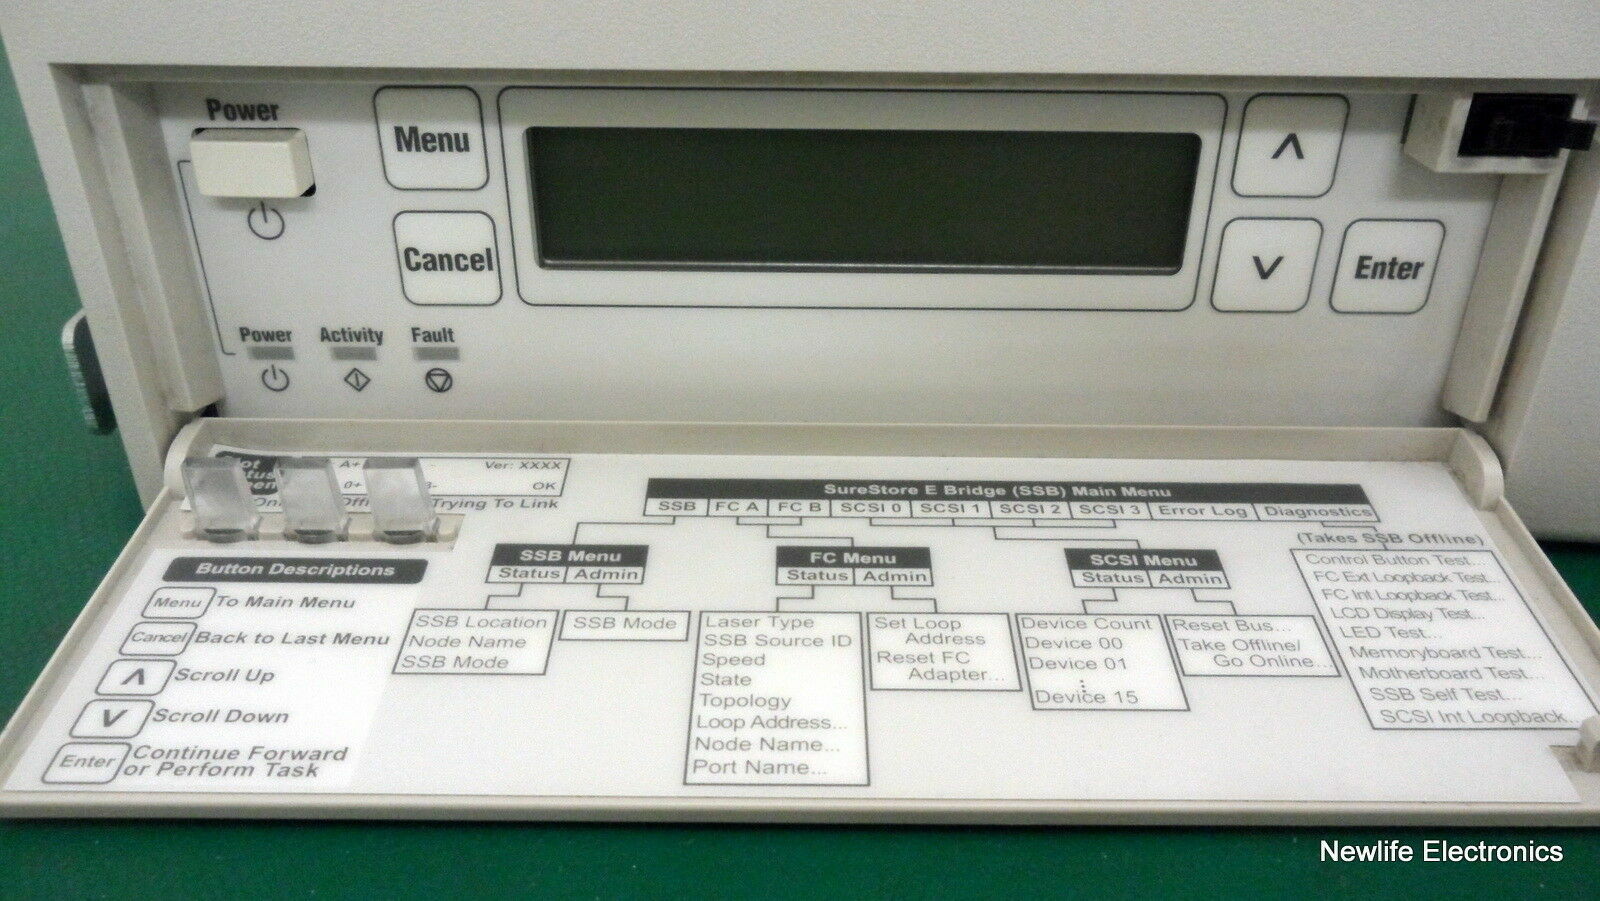 Power
Menu
Cancel
Enter
Power Activity Fault
A+ Ver: XXXX
0+ OK
Trying To Link
Button Descriptions
Menu To Main Menu
Cancel Back to Last Menu
Scroll Up
Scroll Down
Enter Continue Forward
or Perform Task
SureStore E Bridge (SSB) Main Menu
SSB FC A FC B SCSI 0 SCSI 1 SCSI 2 SCSI 3 Error Log Diagnostics
SSB Menu
Status Admin
SSB Location
Node Name
SSB Mode
SSB Mode
FC Menu
Status Admin
Laser Type
SSB Source ID
Speed
State
Topology
Loop Address...
Node Name...
Port Name...
Set Loop
Address
Reset FC
Adapter...
SCSI Menu
Status Admin
Device Count
Device 00
Device 01
⋮
Device 15
Reset Bus...
Take Offline/
Go Online...
(Takes SSB Offline)
Control Button Test...
FC Ext Loopback Test...
FC Int Loopback Test...
LCD Display Test...
LED Test...
Memoryboard Test...
Motherboard Test...
SSB Self Test...
SCSI Int Loopback...
Newlife Electronics